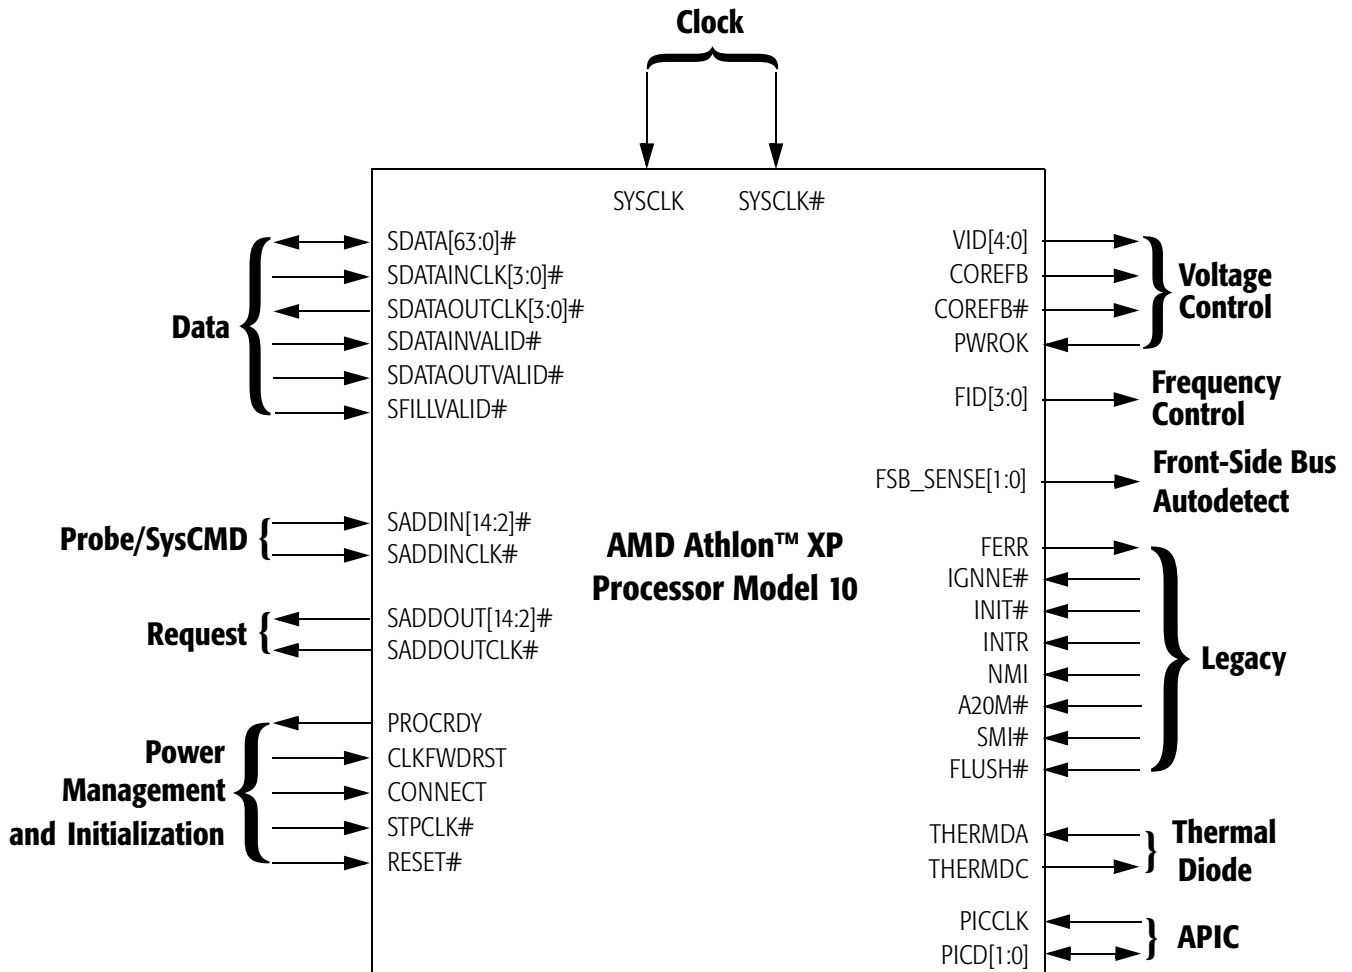 Clock
SYSCLK SYSCLK#
Data
SDATA[63:0]#
SDATAINCLK[3:0]#
SDATAOUTCLK[3:0]#
SDATAINVALID#
SDATAOUTVALID#
SFILLVALID#
Probe/SysCMD
SADDIN[14:2]#
SADDINCLK#
Request
SADDOUT[14:2]#
SADDOUTCLK#
Power
Management
and Initialization
PROCRDY
CLKFWDRST
CONNECT
STPCLK#
RESET#
AMD Athlon™ XP
Processor Model 10
VID[4:0]
COREFB
COREFB#
PWROK
Voltage
Control
FID[3:0]
Frequency
Control
FSB_SENSE[1:0]
Front-Side Bus
Autodetect
FERR
IGNNE#
INIT#
INTR
NMI
A20M#
SMI#
FLUSH#
Legacy
THERMDA
THERMDC
Thermal
Diode
PICCLK
PICD[1:0]
APIC